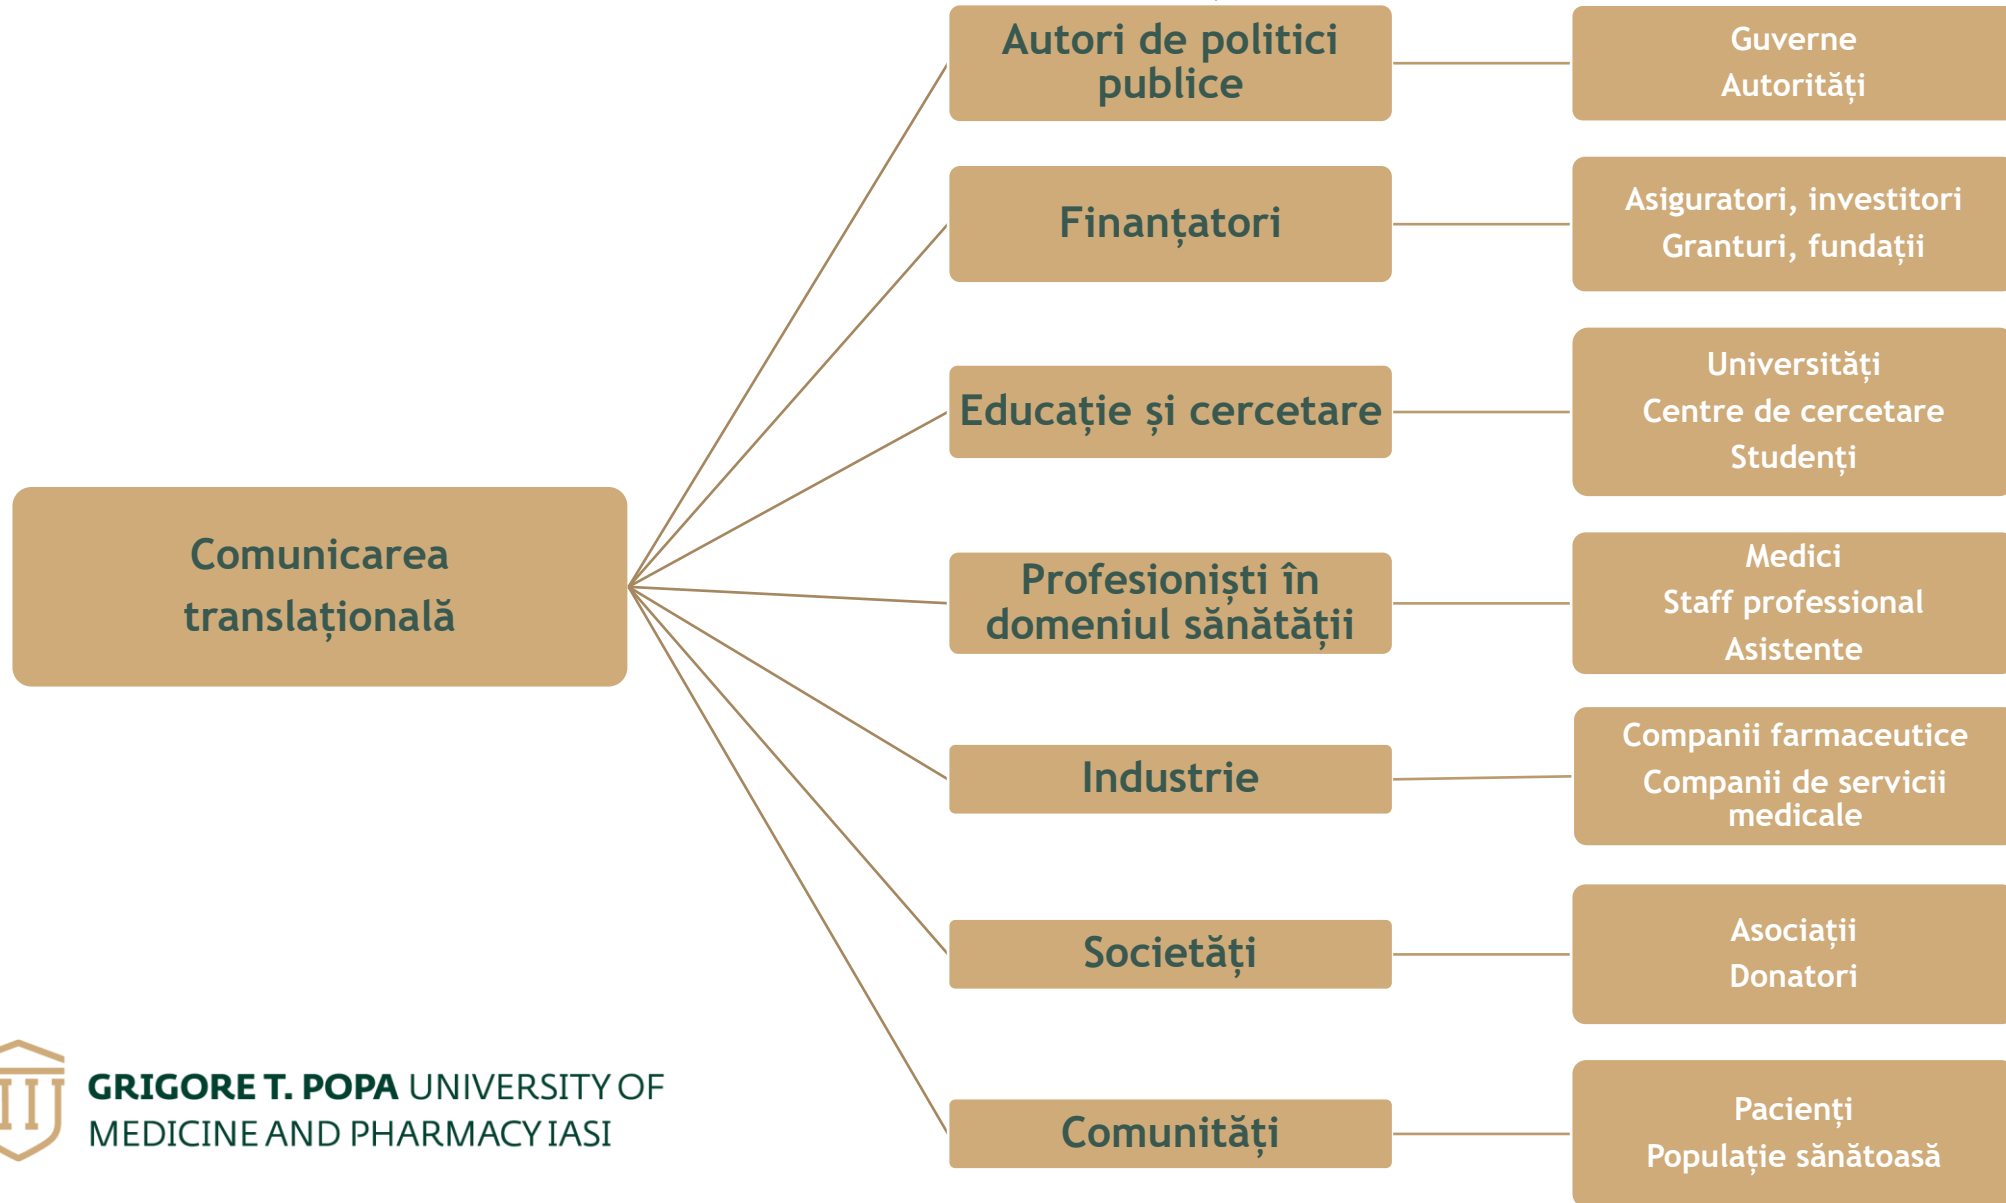 Autori de politici
publice
Guverne
Autorități
Finanțatori
Asiguratori, investitori
Granturi, fundații
Educație și cercetare
Universități
Centre de cercetare
Studenți
Comunicarea
translațională
Profesioniști în
domeniul sănătății
Medici
Staff professional
Asistente
Industrie
Companii farmaceutice
Companii de servicii
medicale
Societăți
Asociații
Donatori
Comunități
Pacienți
Populație sănătoasă
GRIGORE T. POPA UNIVERSITY OF
MEDICINE AND PHARMACY IASI